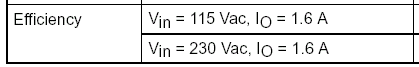 Efficiency
Vin = 115 Vac, IO = 1.6 A
Vin = 230 Vac, IO = 1.6 A